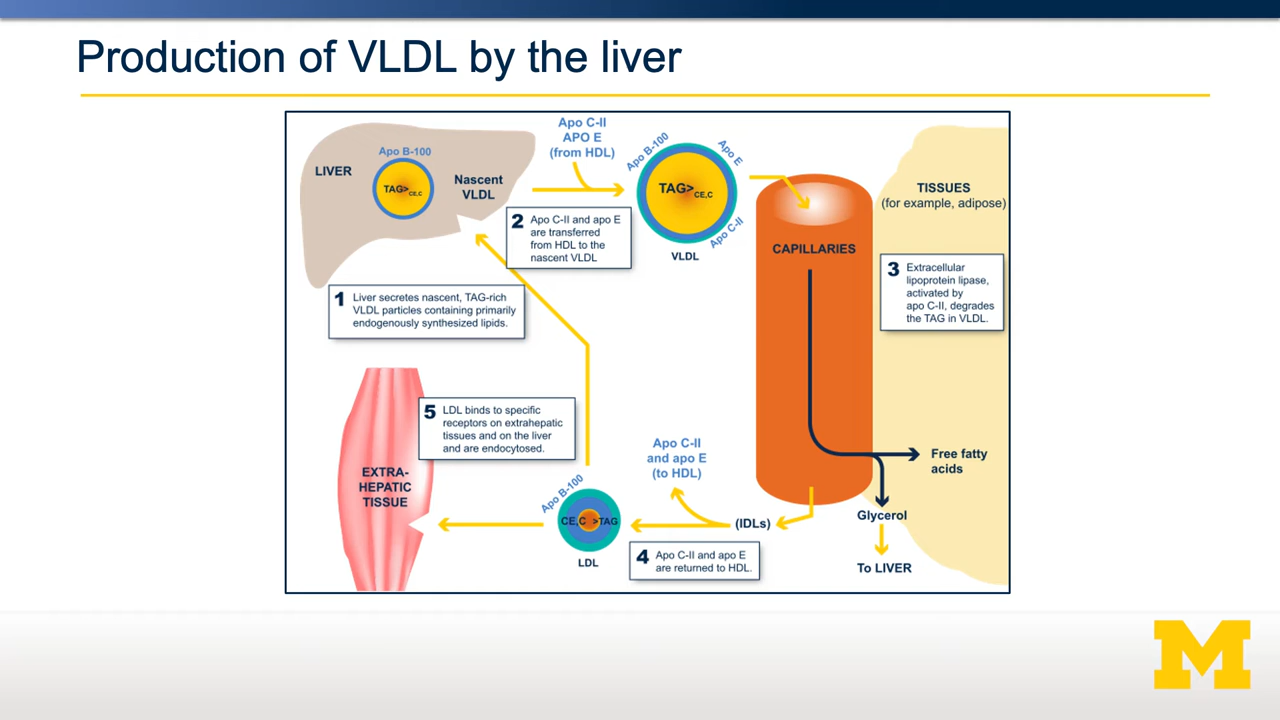 Production of VLDL by the liver
LIVER
Apo B-100
TAG>CE,C
Nascent
VLDL
Apo C-II
APO E
(from HDL)
2 Apo C-II and apo E
are transferred
from HDL to the
nascent VLDL
Apo B-100
Apo E
TAG>CE,C
Apo C-II
VLDL
CAPILLARIES
TISSUES
(for example, adipose)
3 Extracellular
lipoprotein lipase,
activated by
apo C-II, degrades
the TAG in VLDL.
1 Liver secretes nascent, TAG-rich
VLDL particles containing primarily
endogenously synthesized lipids.
5 LDL binds to specific
receptors on extrahepatic
tissues and on the liver
and are endocytosed.
EXTRA-
HEPATIC
TISSUE
Apo B-100
CE,C >TAG
LDL
Apo C-II
and apo E
(to HDL)
(IDLs)
4 Apo C-II and apo E
are returned to HDL.
Free fatty
acids
Glycerol
To LIVER
M